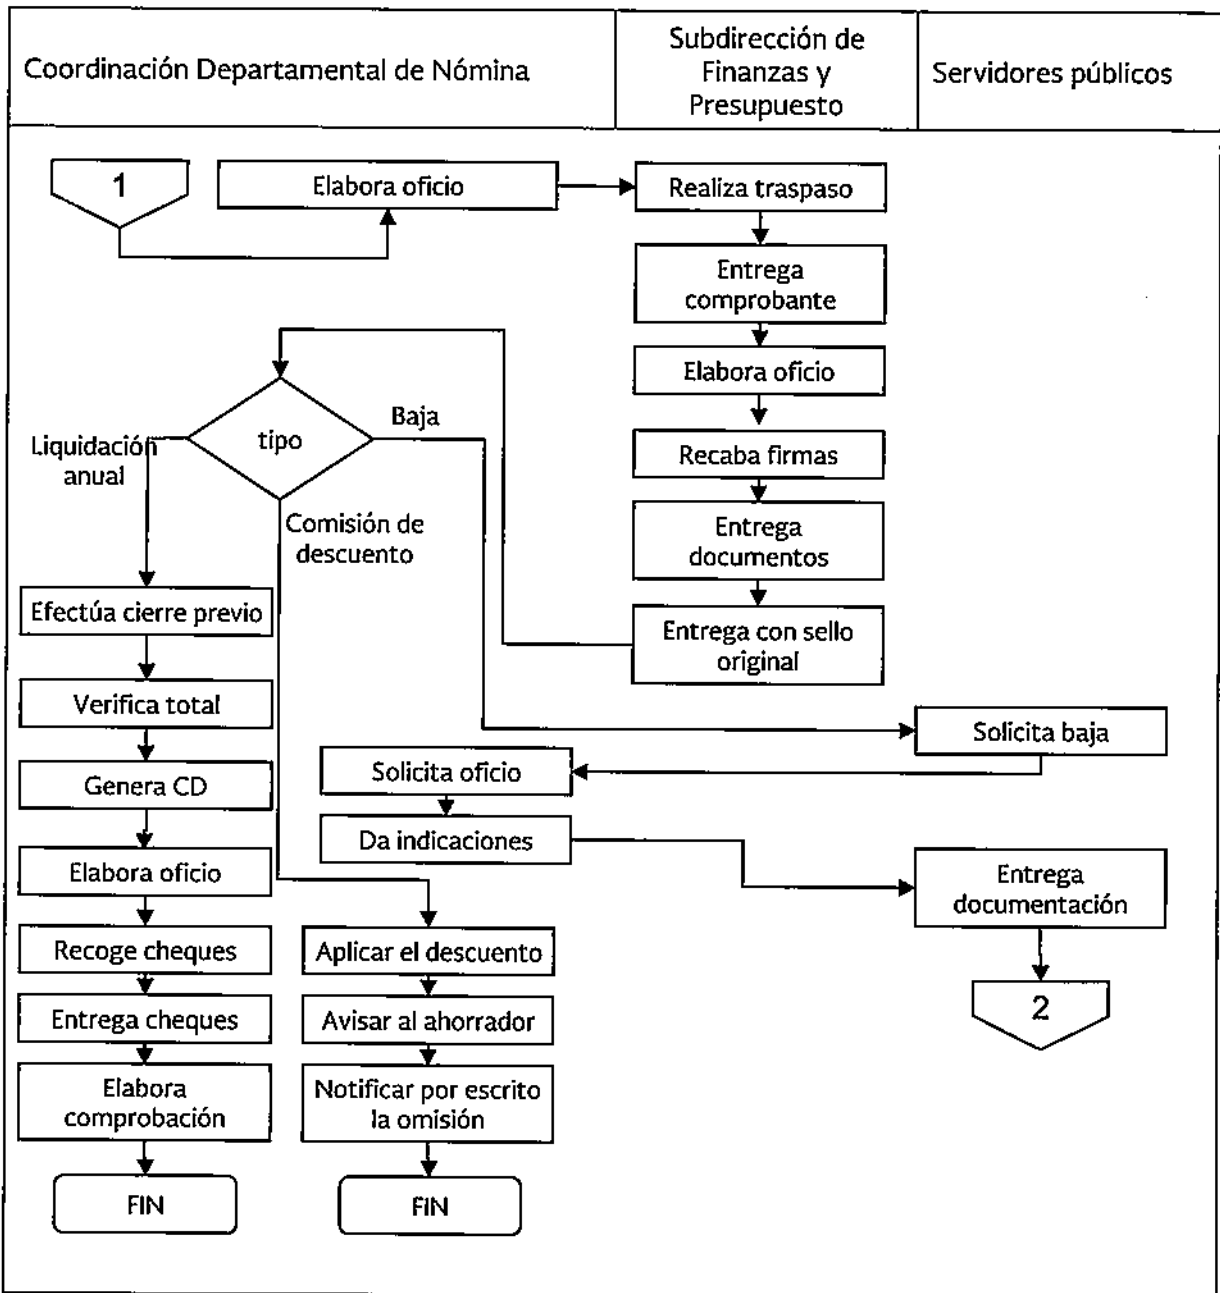 Coordinación Departamental de Nómina
Subdirección de
Finanzas y
Presupuesto
Servidores públicos
1
Elabora oficio
Realiza traspaso
Entrega
comprobante
Elabora oficio
Recaba firmas
Entrega
documentos
Entrega con sello
original
tipo
Baja
Liquidación
anual
Comisión de
descuento
Efectúa cierre previo
Verifica total
Genera CD
Elabora oficio
Recoge cheques
Entrega cheques
Elabora
comprobación
FIN
Solicita baja
Solicita oficio
Da indicaciones
Entrega
documentación
2
Aplicar el descuento
Avisar al ahorrador
Notificar por escrito
la omisión
FIN